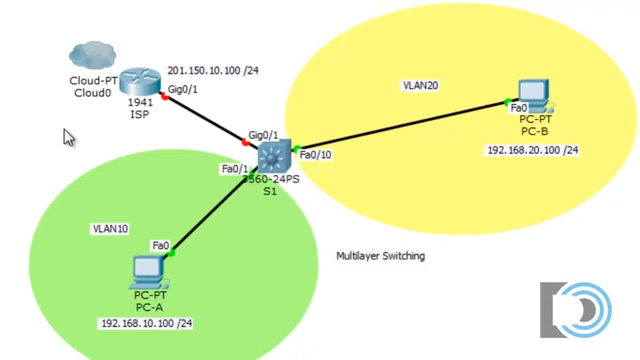 201.150.10.100 /24
Cloud-PT
Cloud0
Gig0/1
1941
ISP
VLAN20
Fa0
PC-PT
PC-B
192.168.20.100 /24
Gig0/1
Fa0/10
Fa0/1
3560-24PS
S1
VLAN10
Fa0
Multilayer Switching
PC-PT
PC-A
192.168.10.100 /24